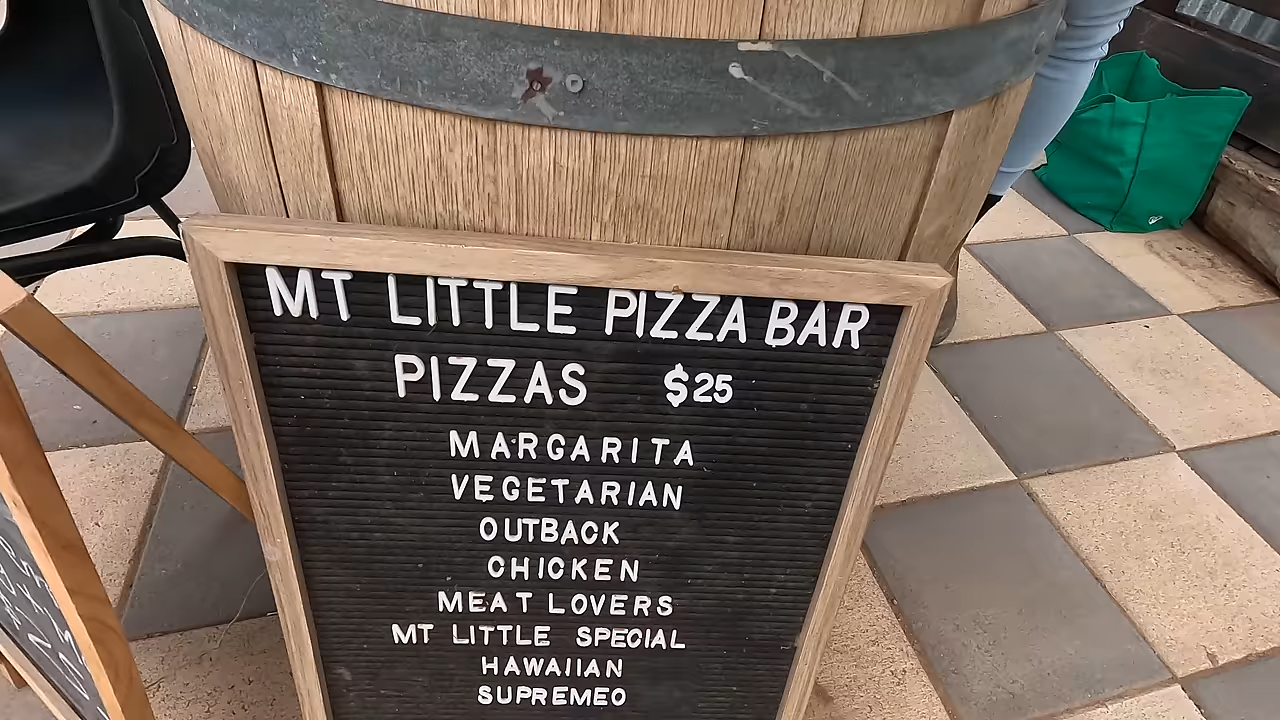 MT LITTLE PIZZA BAR
PIZZAS $25
MARGARITA
VEGETARIAN
OUTBACK
CHICKEN
MEAT LOVERS
MT LITTLE SPECIAL
HAWAIIAN
SUPREMEO